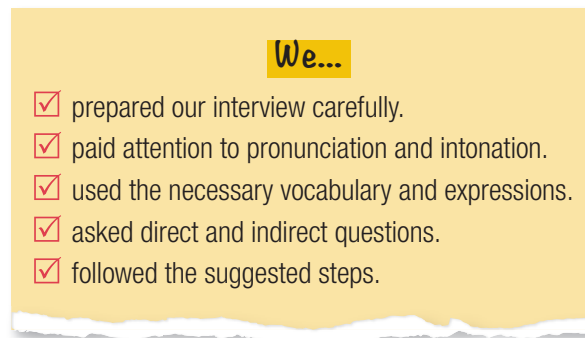 We...
prepared our interview carefully.
paid attention to pronunciation and intonation.
used the necessary vocabulary and expressions.
asked direct and indirect questions.
followed the suggested steps.